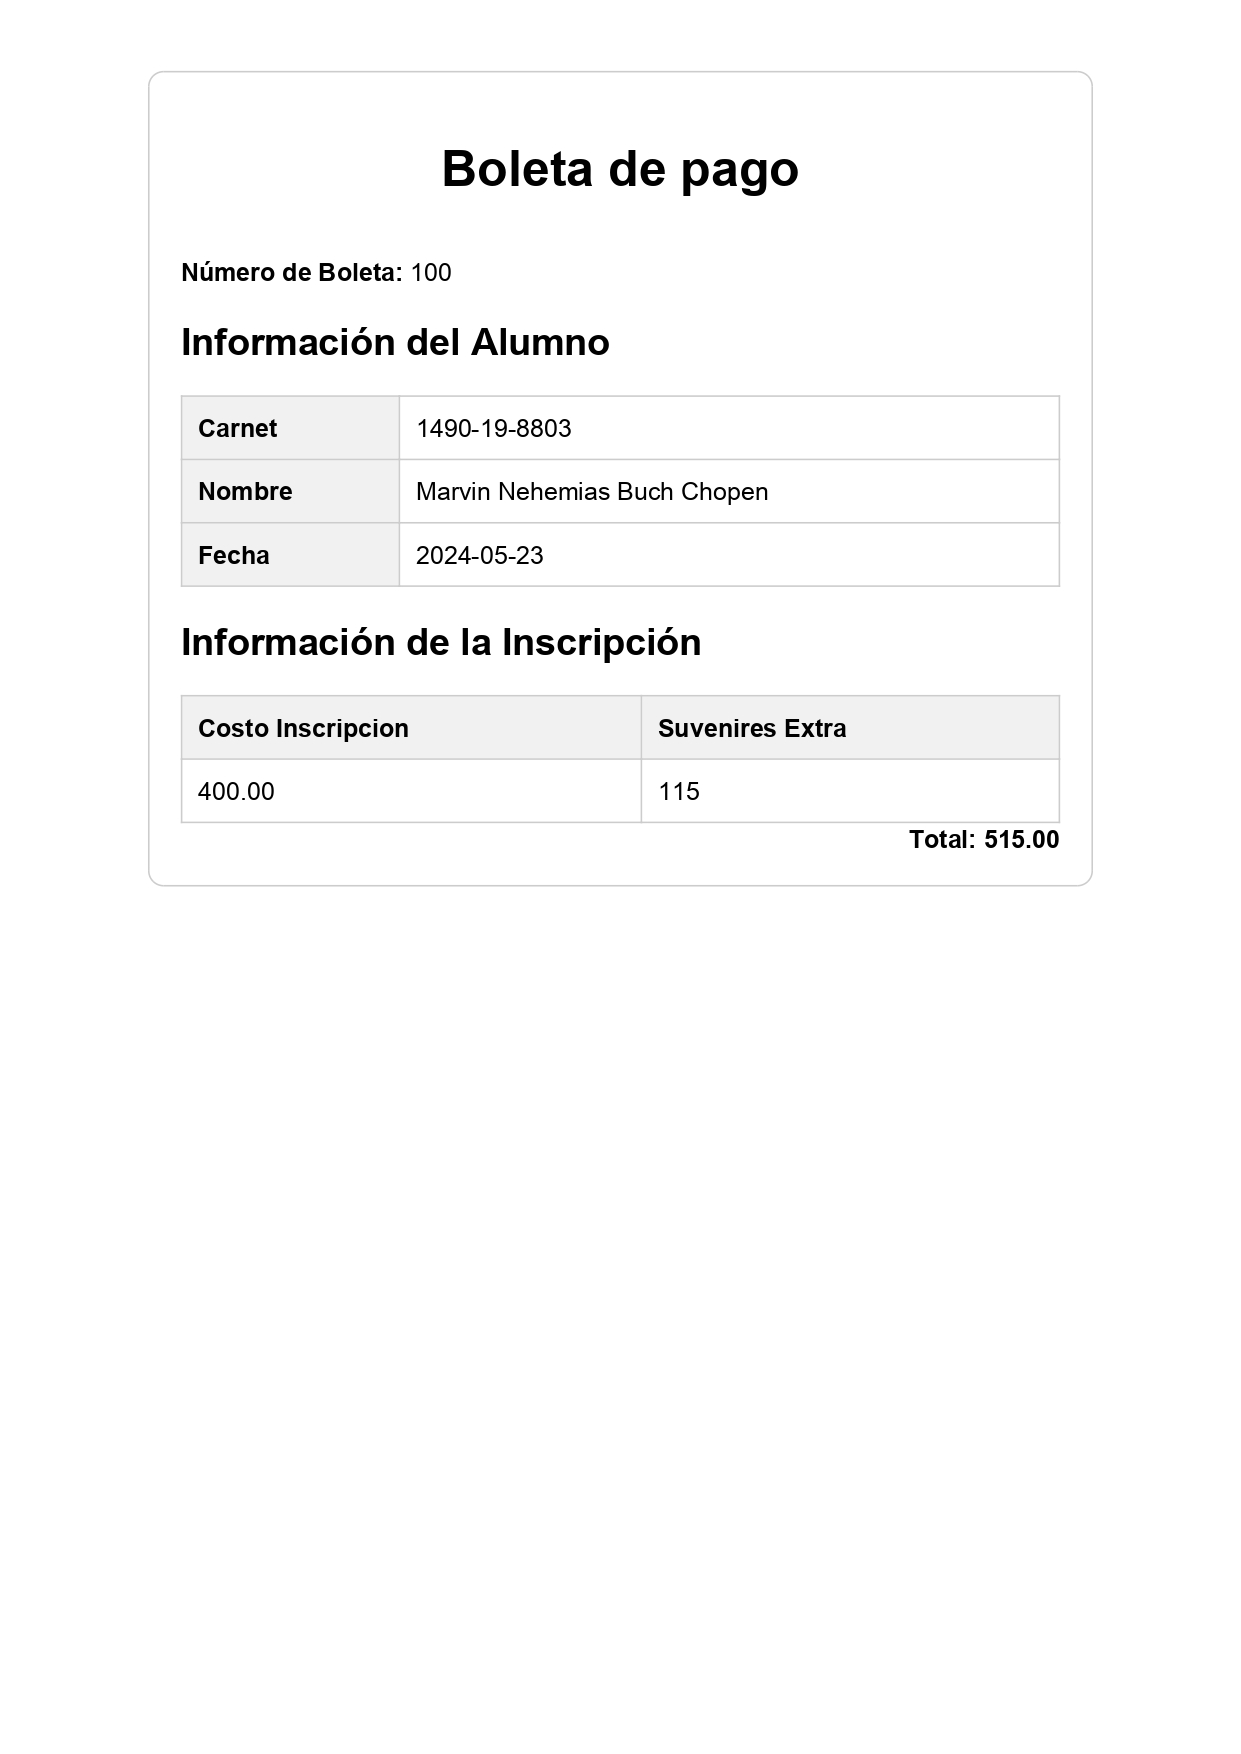 Boleta de pago
Número de Boleta: 100
Información del Alumno
Carnet 1490-19-8803
Nombre Marvin Nehemias Buch Chopen
Fecha 2024-05-23
Información de la Inscripción
Costo Inscripcion Suvenires Extra
400.00 115
Total: 515.00